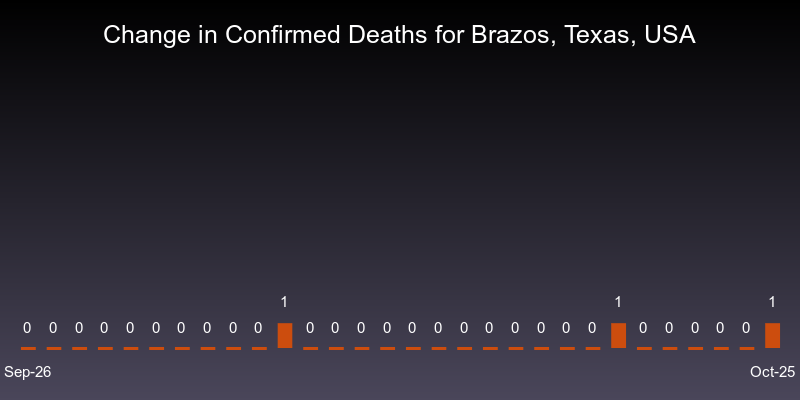 Change in Confirmed Deaths for Brazos, Texas, USA
1 1 1
0 0 0 0 0 0 0 0 0 0 0 0 0 0 0 0 0 0 0 0 0 0 0 0 0 0 0
Sep-26 Oct-25